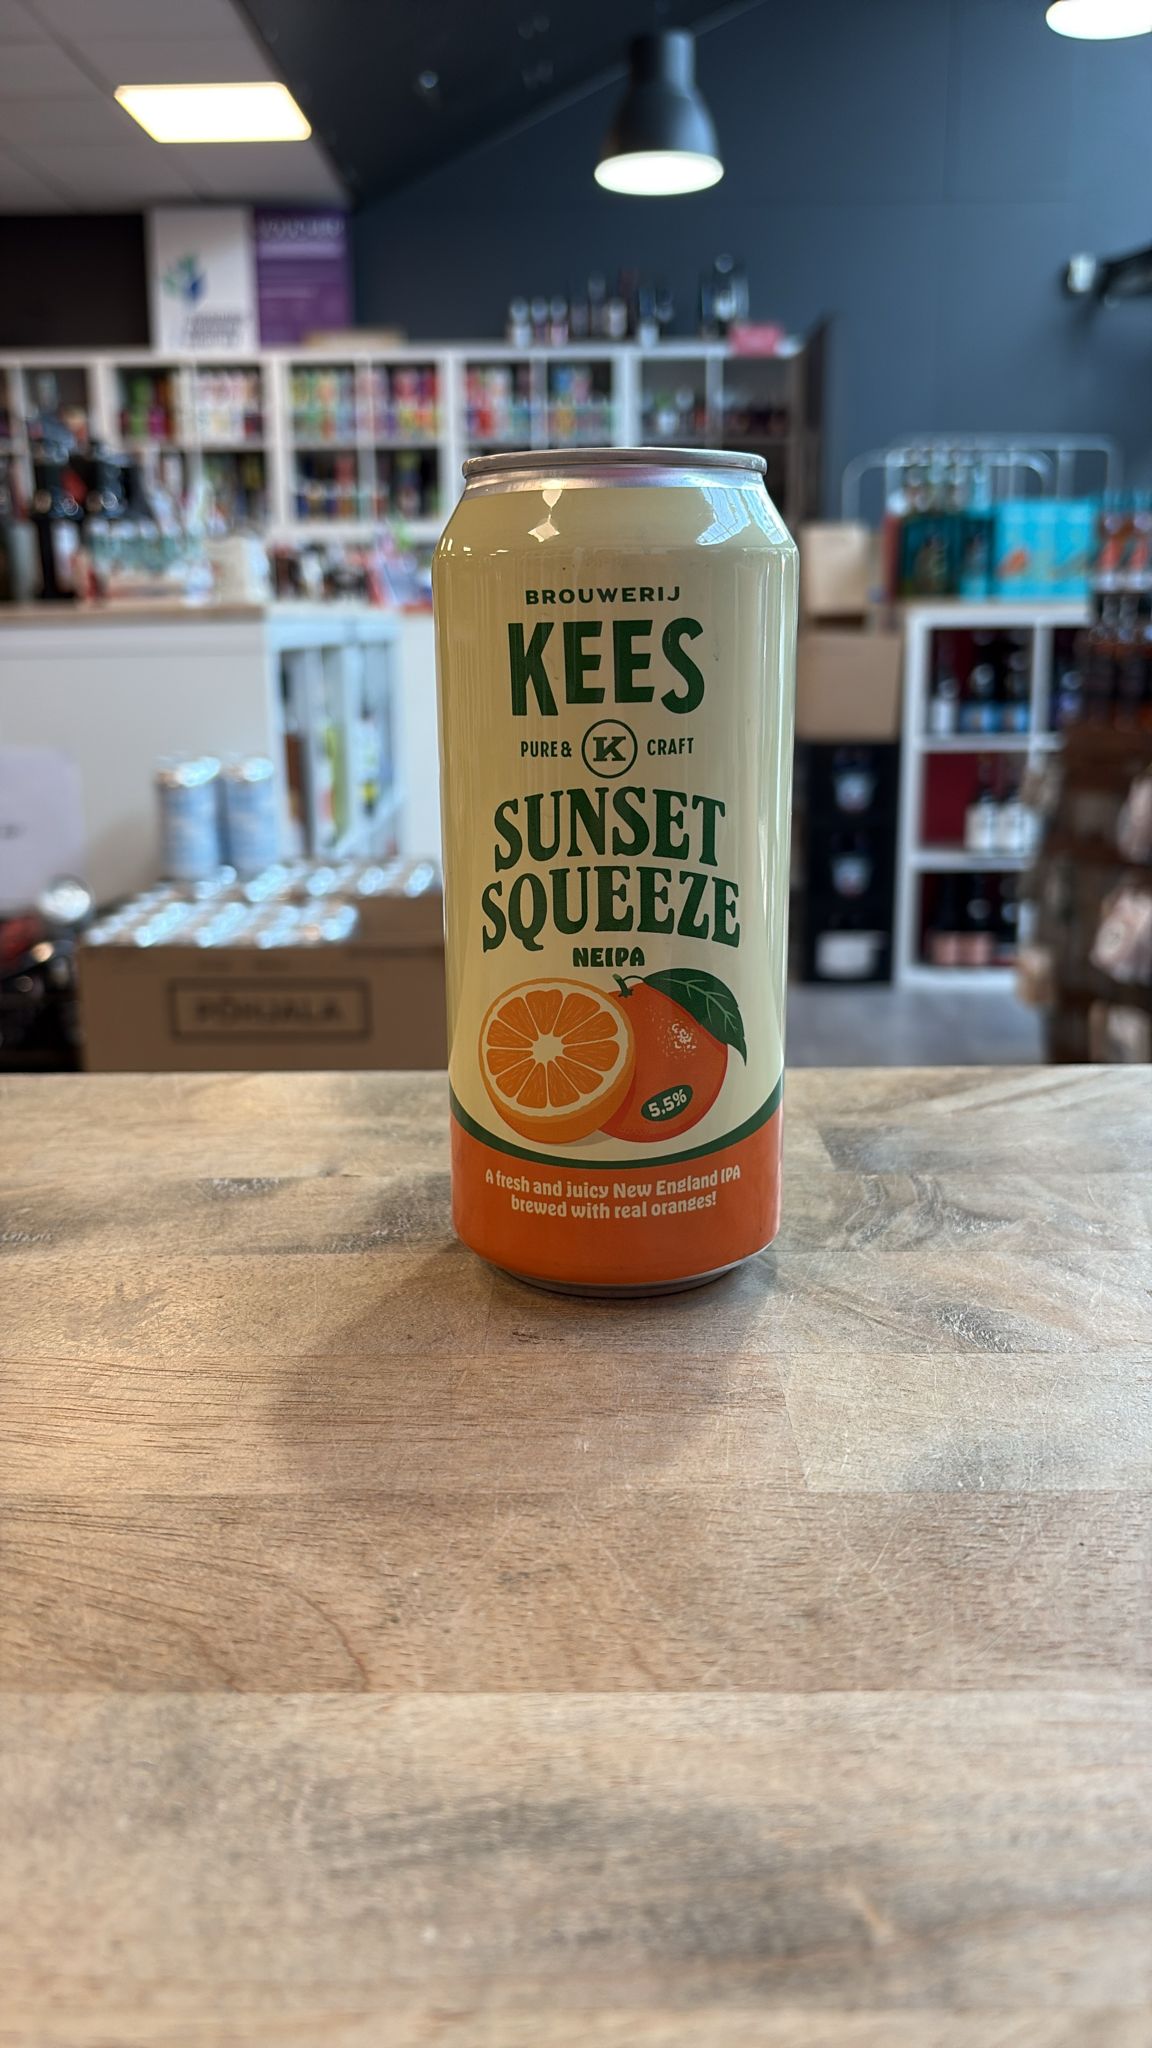 BROUWERIJ
KEES
PURE & K CRAFT
SUNSET
SQUEEZE
NEIPA
5,5%
A fresh and juicy New England IPA
brewed with real oranges!
PÕHJALA